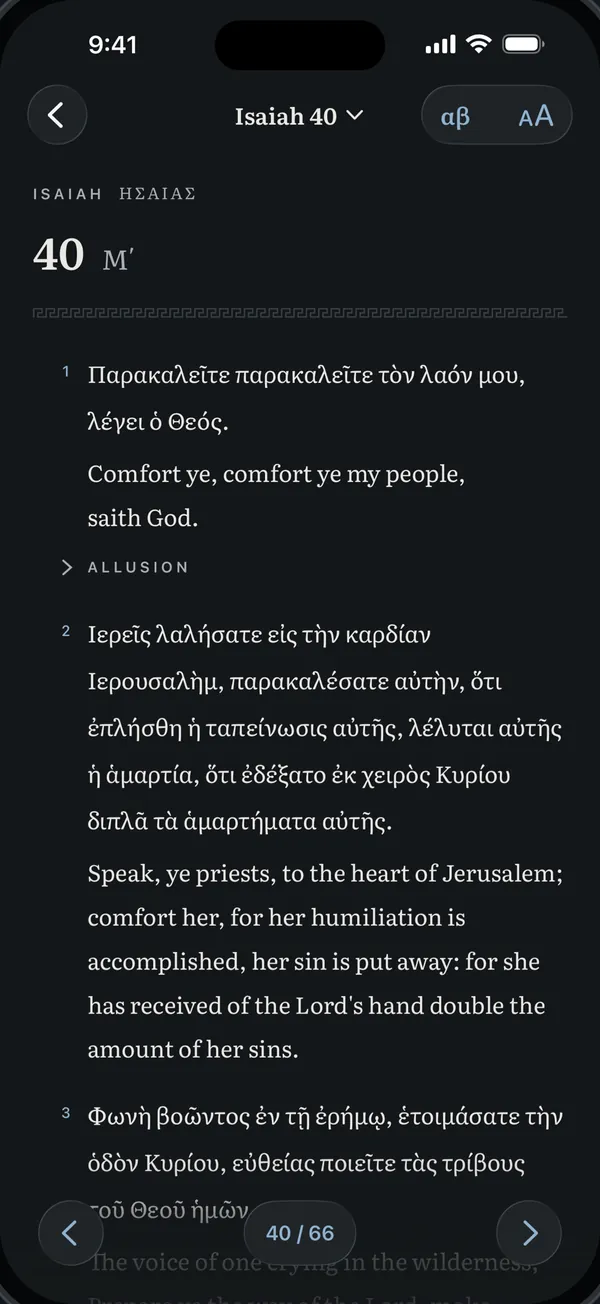 9:41
Isaiah 40
αβ
AA
ISAIAH ΗΣΑΙΑΣ
40 Μʹ
1 Παρακαλεῖτε παρακαλεῖτε τὸν λαόν μου,
λέγει ὁ Θεός.
Comfort ye, comfort ye my people,
saith God.
ALLUSION
2 Ιερεῖς λαλήσατε εἰς τὴν καρδίαν
Ιερουσαλὴμ, παρακαλέσατε αὐτὴν, ὅτι
ἐπλήσθη ἡ ταπείνωσις αὐτῆς, λέλυται αὐτῆς
ἡ ἁμαρτία, ὅτι ἐδέξατο ἐκ χειρὸς Κυρίου
διπλᾶ τὰ ἁμαρτήματα αὐτῆς.
Speak, ye priests, to the heart of Jerusalem;
comfort her, for her humiliation is
accomplished, her sin is put away: for she
has received of the Lord's hand double the
amount of her sins.
3 Φωνὴ βοῶντος ἐν τῇ ἐρήμῳ, ἑτοιμάσατε τὴν
ὁδὸν Κυρίου, εὐθείας ποιεῖτε τὰς τρίβους
τοῦ Θεοῦ ἡμῶν
40 / 66
The voice of one crying in the wilderness,